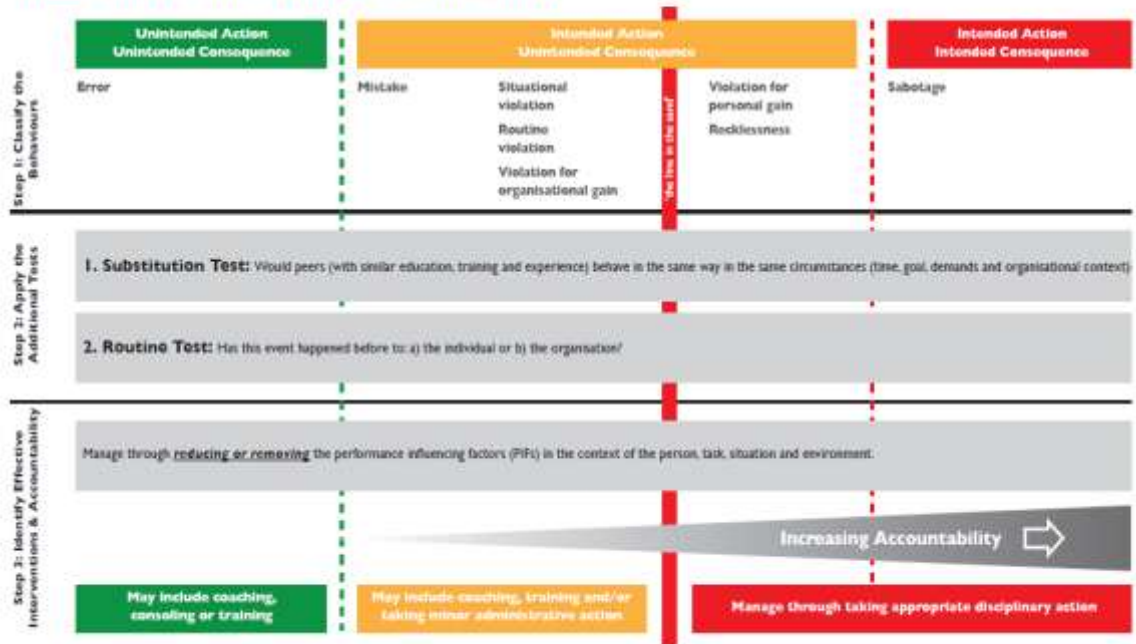 Unintended Action
Unintended Consequence
Intended Action
Unintended Consequence
Intended Action
Intended Consequence
Step 1: Classify the
Behaviours
Error
Mistake
Situational
violation
Routine
violation
Violation for
organisational gain
'the line in the sand'
Violation for
personal gain
Recklessness
Sabotage
Step 2: Apply the
Additional Tests
1. Substitution Test: Would peers (with similar education, training and experience) behave in the same way in the same circumstances (time, goal, demands and organisational context)
2. Routine Test: Has this event happened before to: a) the individual or b) the organisation?
Step 3: Identify Effective
Interventions & Accountability
Manage through reducing or removing the performance influencing factors (PIFs) in the context of the person, task, situation and environment.
Increasing Accountability
May include coaching,
consoling or training
May include coaching, training and/or
taking minor administrative action
Manage through taking appropriate disciplinary action